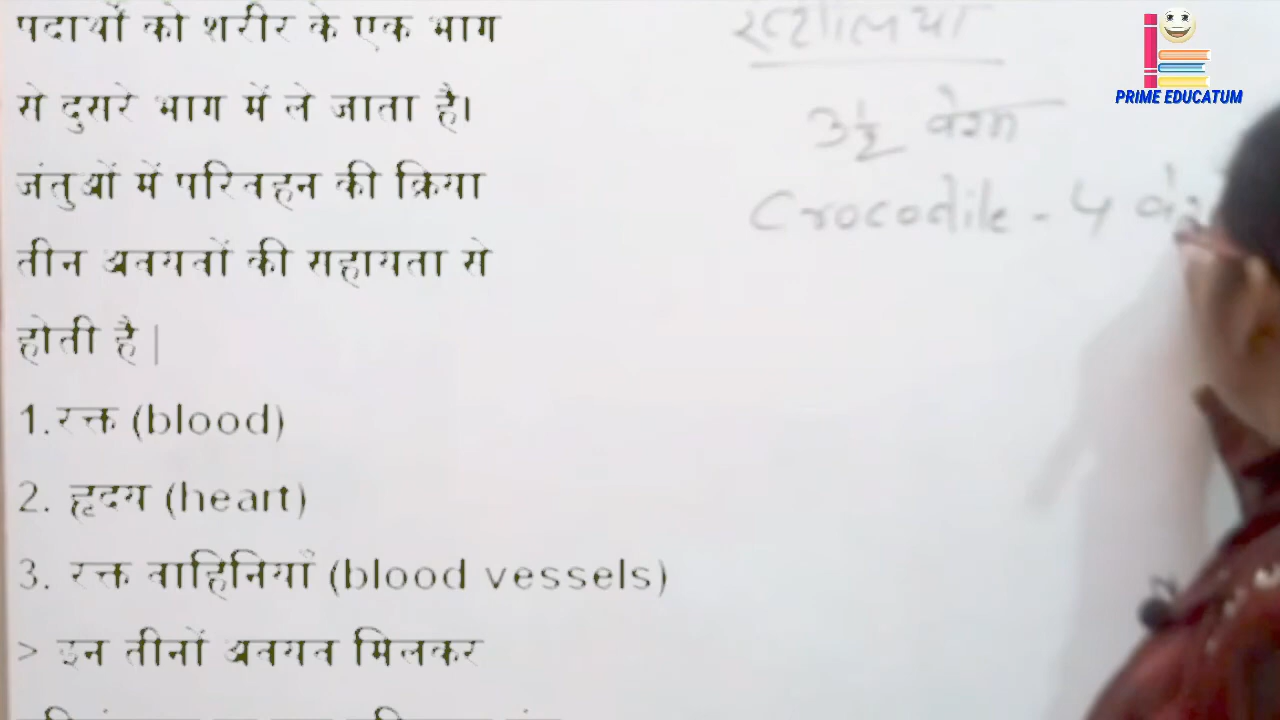 पदार्थों को शरीर के एक भाग
से दुसरे भाग में ले जाता है।
जंतुओं में परिवहन की क्रिया
तीन अवयवों की सहायता से
होती है |
1.रक्त (blood)
2. हृदय (heart)
3. रक्त वाहिनियाँ (blood vessels)
> इन तीनों अवयव मिलकर
3½ वेश्म
Crocodile - 4
PRIME EDUCATUM